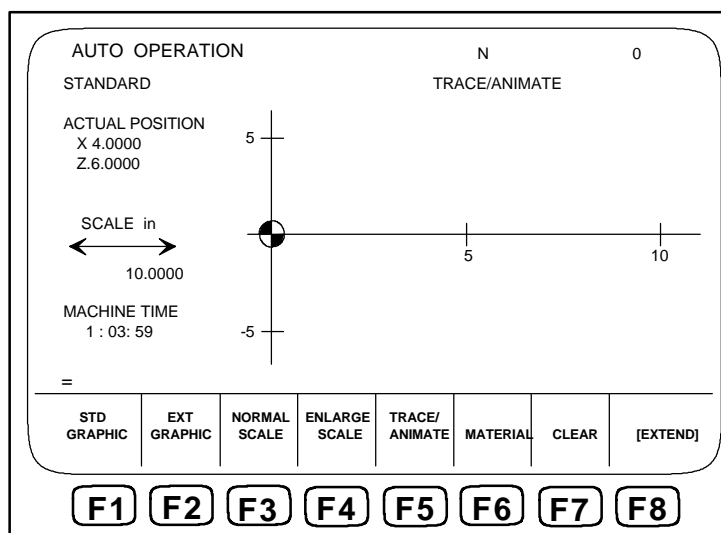 AUTO OPERATION N 0
STANDARD TRACE/ANIMATE
ACTUAL POSITION
X 4.0000
Z.6.0000
5
SCALE in
10.0000
5 10
MACHINE TIME
1 : 03: 59
-5
=
STD GRAPHIC
EXT GRAPHIC
NORMAL SCALE
ENLARGE SCALE
TRACE/ ANIMATE
MATERIAL
CLEAR
[EXTEND]
F1 F2 F3 F4 F5 F6 F7 F8